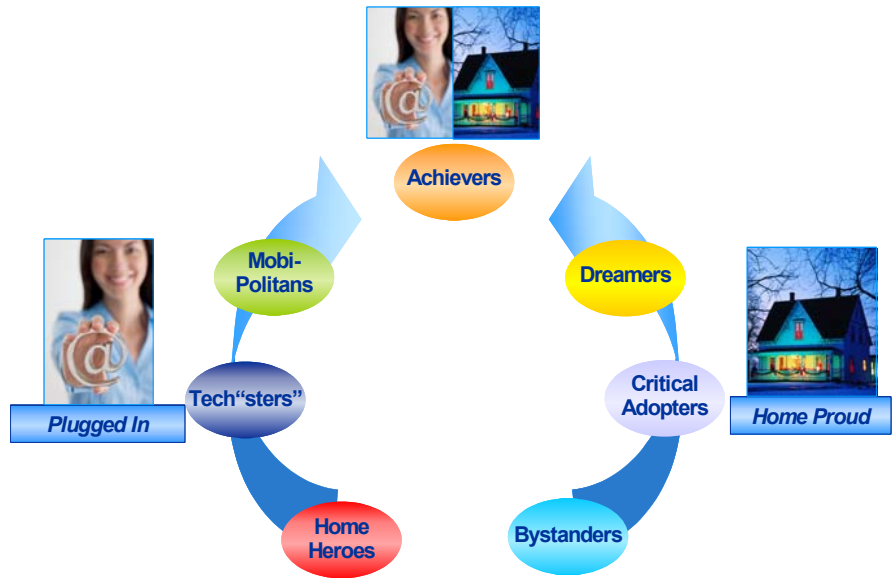 Achievers
Mobi-
Politans
Dreamers
Tech“sters”
Critical
Adopters
Plugged In
Home Proud
Home
Heroes
Bystanders
@
@